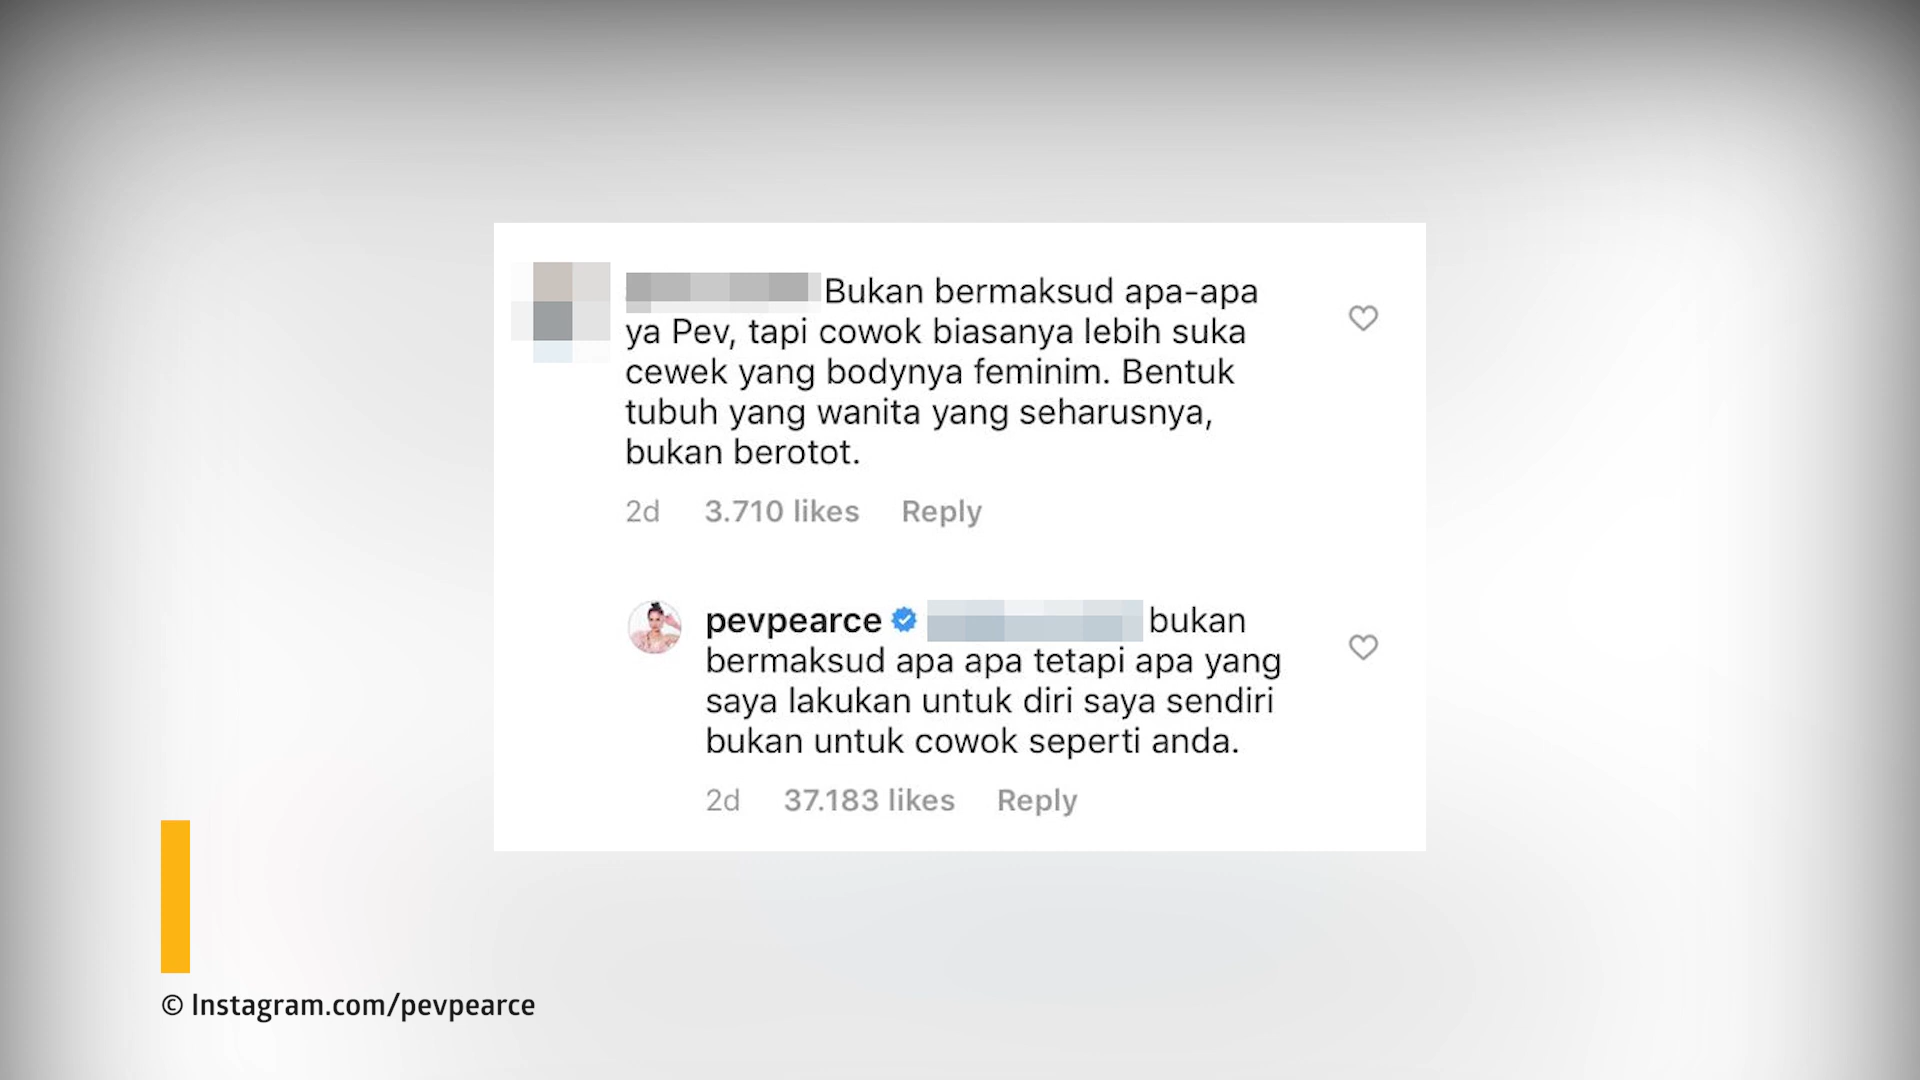 Bukan bermaksud apa-apa
ya Pev, tapi cowok biasanya lebih suka
cewek yang bodynya feminim. Bentuk
tubuh yang wanita yang seharusnya,
bukan berotot.
2d 3.710 likes Reply
pevpearce bukan
bermaksud apa apa tetapi apa yang
saya lakukan untuk diri saya sendiri
bukan untuk cowok seperti anda.
2d 37.183 likes Reply
© Instagram.com/pevpearce